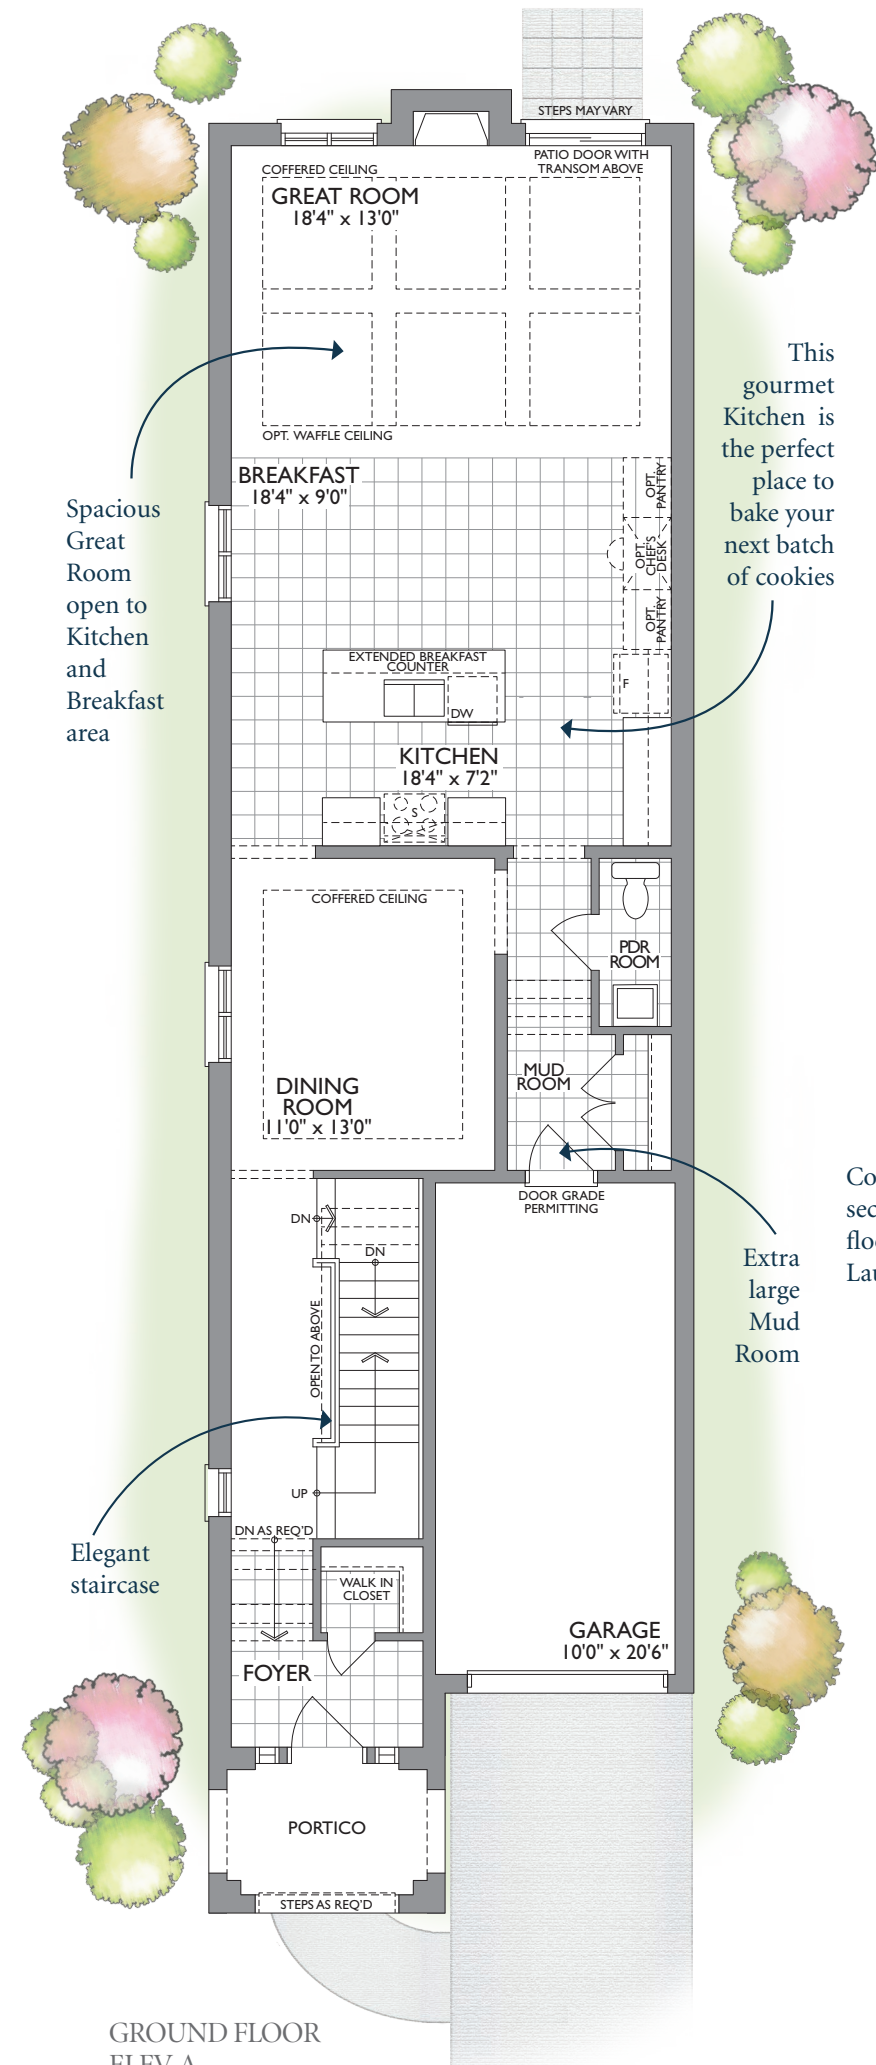 STEPS MAY VARY
PATIO DOOR WITH
TRANSOM ABOVE
COFFERED CEILING
GREAT ROOM
18'4" x 13'0"
OPT. WAFFLE CEILING
This
gourmet
Kitchen is
the perfect
place to
bake your
next batch
of cookies
BREAKFAST
18'4" x 9'0"
OPT.
PANTRY
OPT.
CHEF'S
DESK
OPT.
PANTRY
Spacious
Great
Room
open to
Kitchen
and
Breakfast
area
EXTENDED BREAKFAST
COUNTER
F
DW
KITCHEN
18'4" x 7'2"
S
COFFERED CEILING
PDR
ROOM
MUD
ROOM
DINING
ROOM
11'0" x 13'0"
DOOR GRADE
PERMITTING
Extra
large
Mud
Room
Co
sec
floo
Lau
DN
DN
OPEN TO ABOVE
UP
DN AS REQ'D
Elegant
staircase
WALK IN
CLOSET
GARAGE
10'0" x 20'6"
FOYER
PORTICO
STEPS AS REQ'D
GROUND FLOOR
ELEV. A